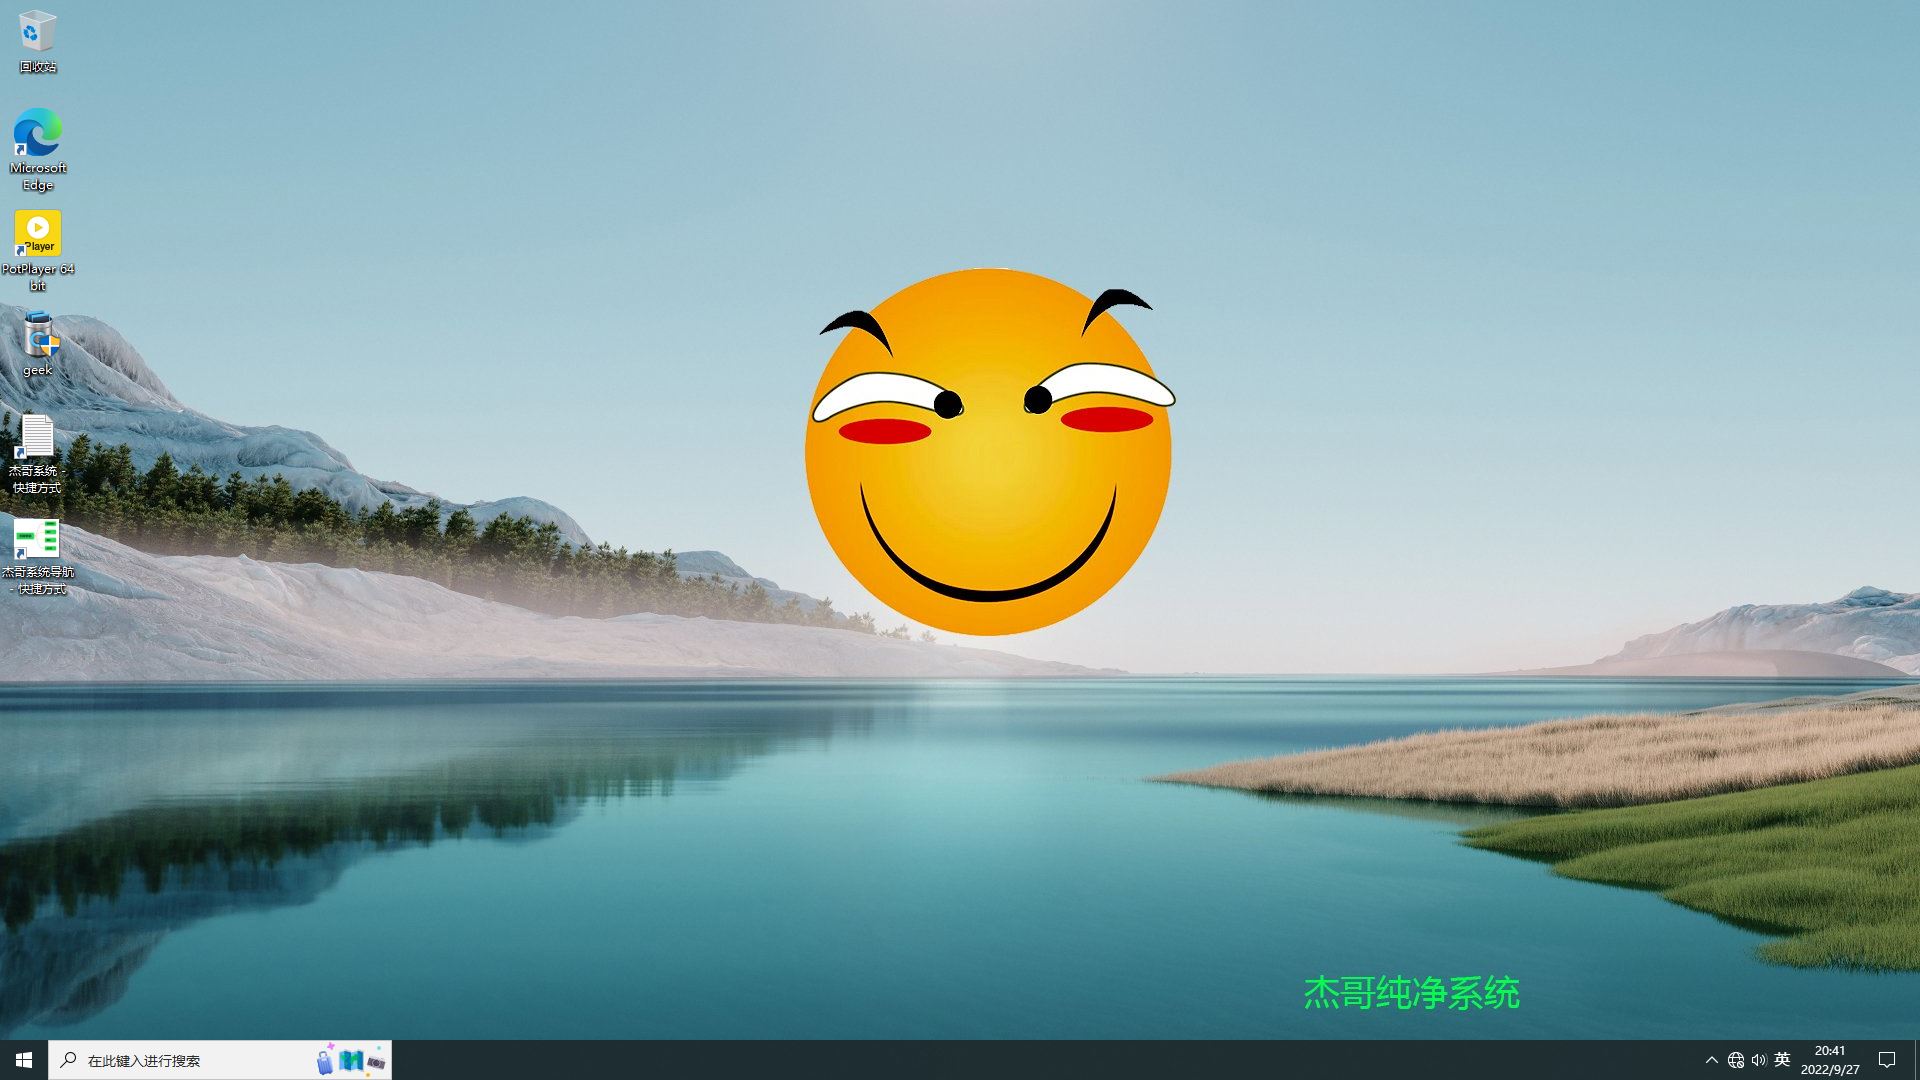 回收站
Microsoft
Edge
Player
PotPlayer 64
bit
geek
杰哥系统 -
快捷方式
杰哥系统导航
- 快捷方式
杰哥纯净系统
在此键入进行搜索
英
20:41
2022/9/27